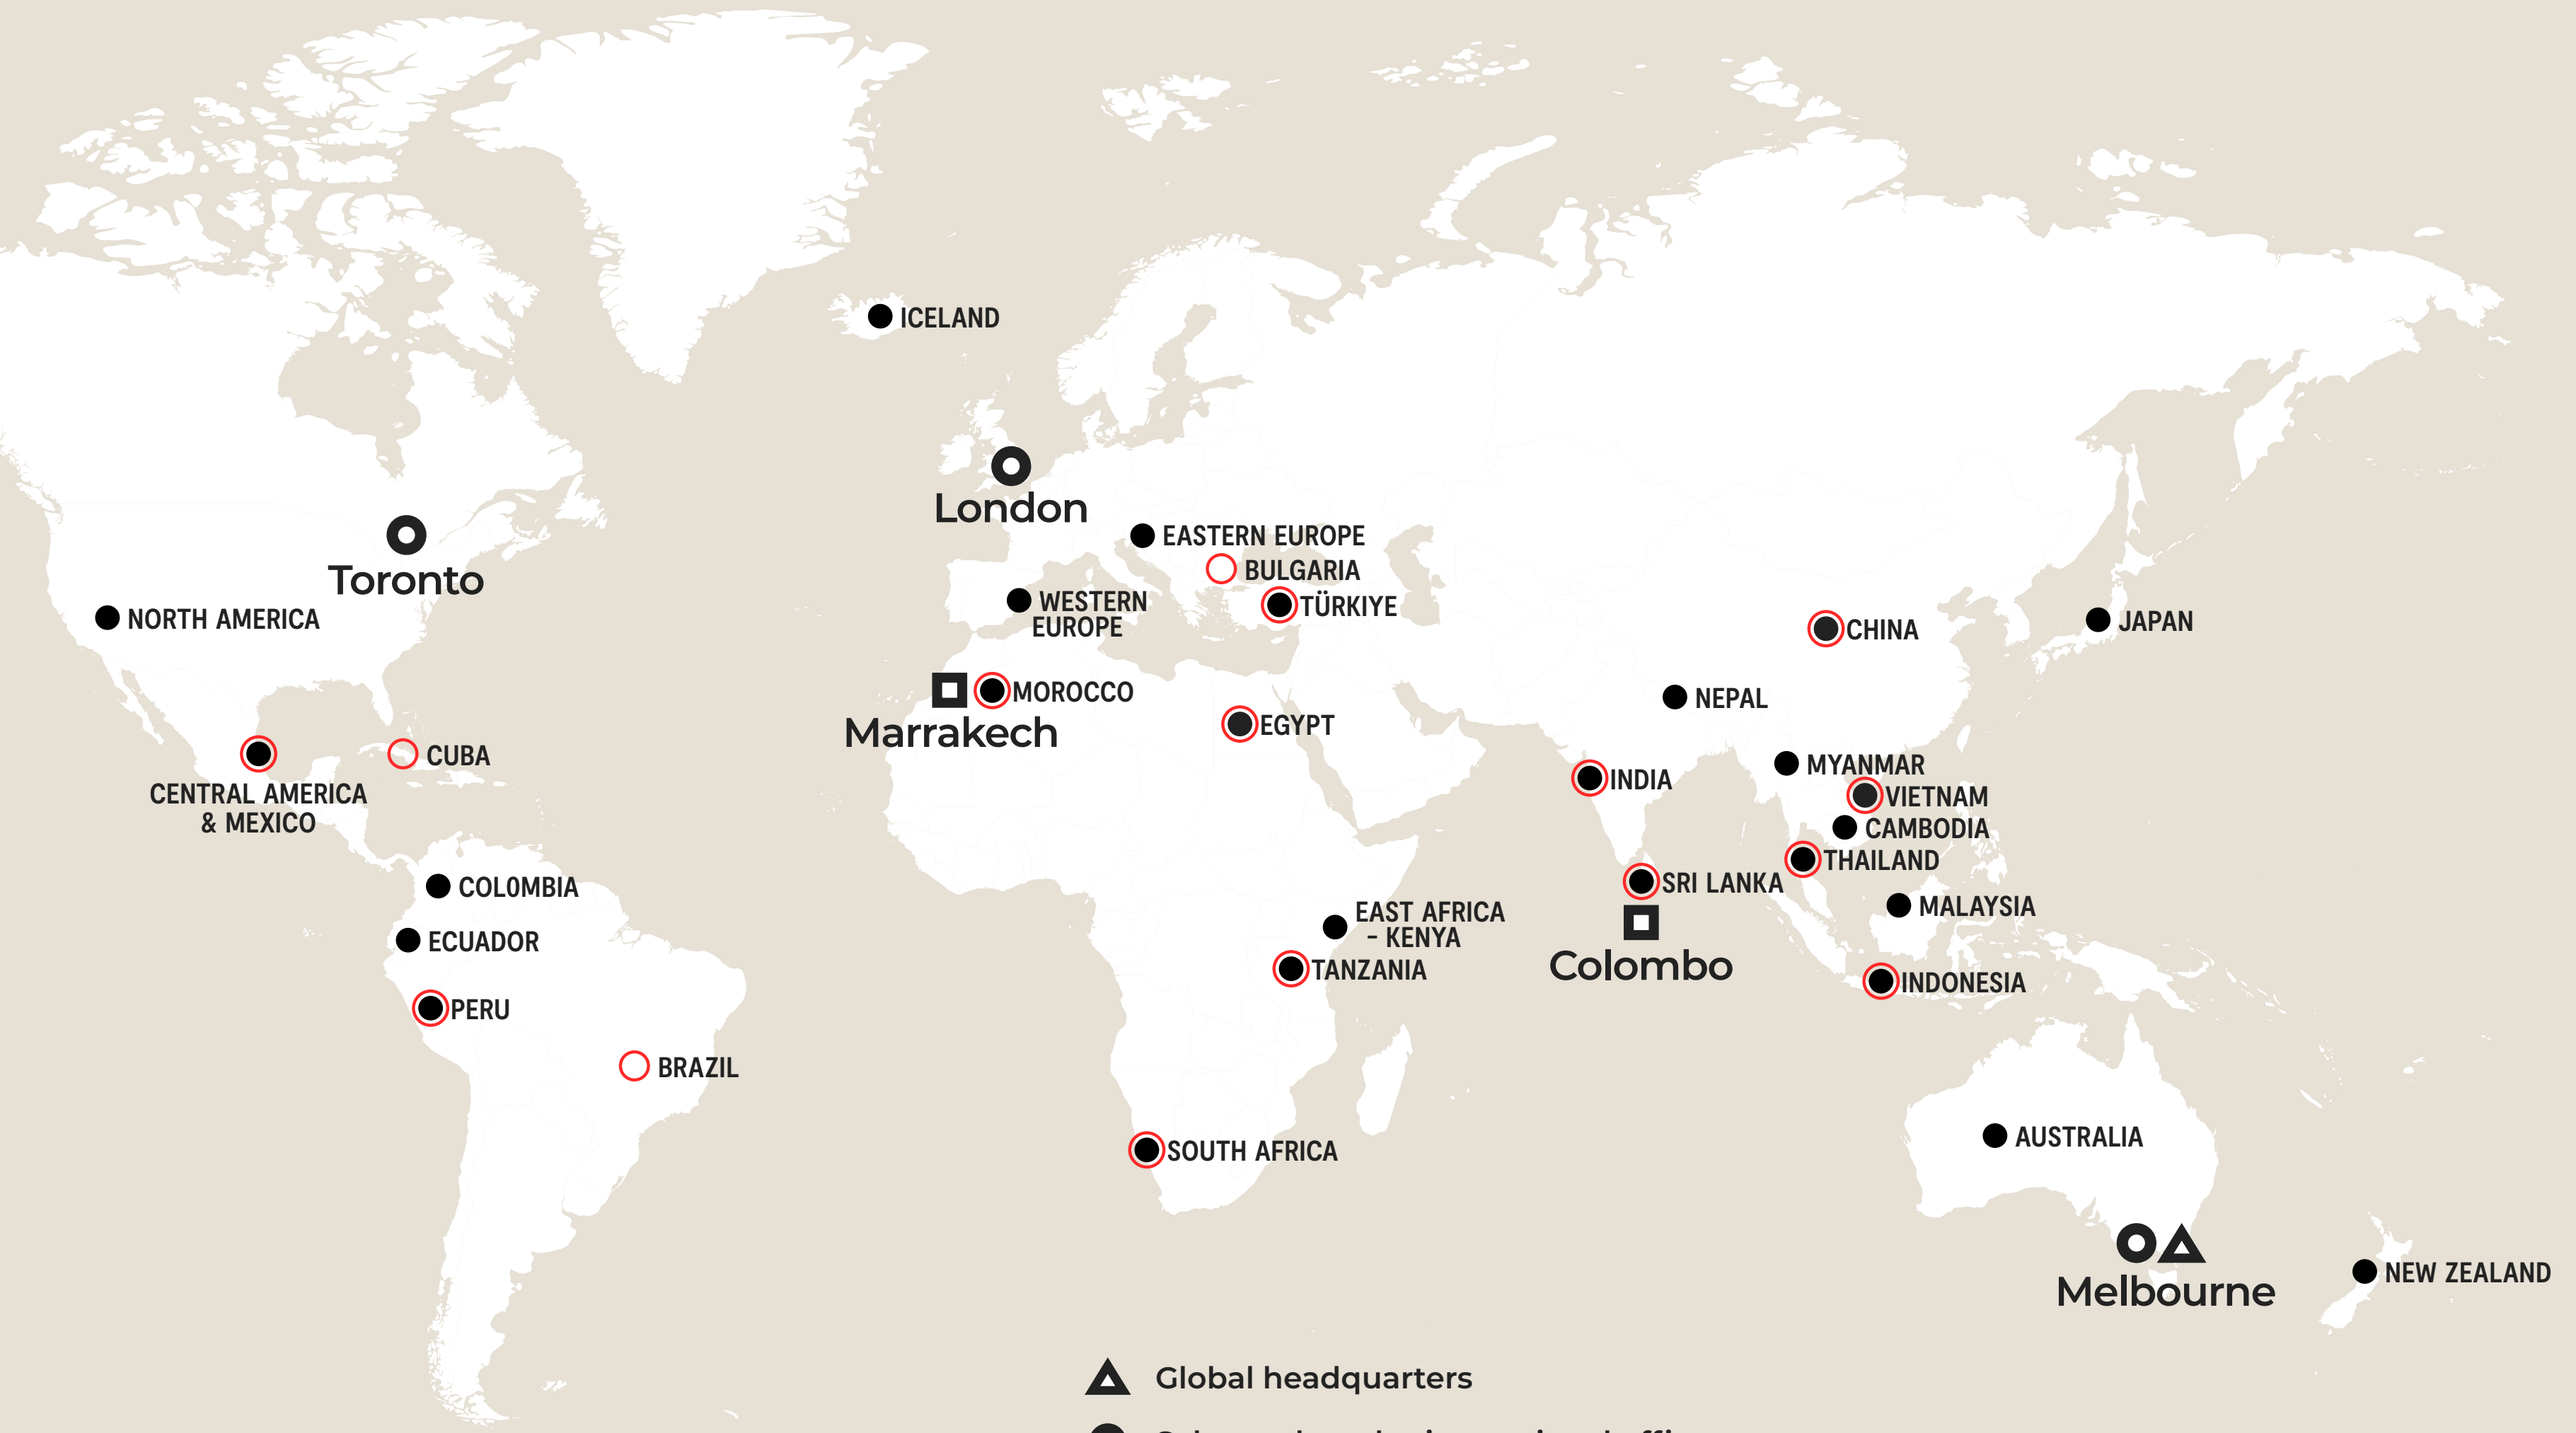 ICELAND
London
Toronto
EASTERN EUROPE
BULGARIA
WESTERN
EUROPE
TÜRKIYE
NORTH AMERICA
CHINA
JAPAN
MOROCCO
Marrakech
NEPAL
EGYPT
CUBA
CENTRAL AMERICA
& MEXICO
INDIA
MYANMAR
VIETNAM
CAMBODIA
THAILAND
SRI LANKA
COL0MBIA
MALAYSIA
EAST AFRICA
– KENYA
ECUADOR
TANZANIA
Colombo
INDONESIA
PERU
BRAZIL
AUSTRALIA
SOUTH AFRICA
NEW ZEALAND
Melbourne
Global headquarters